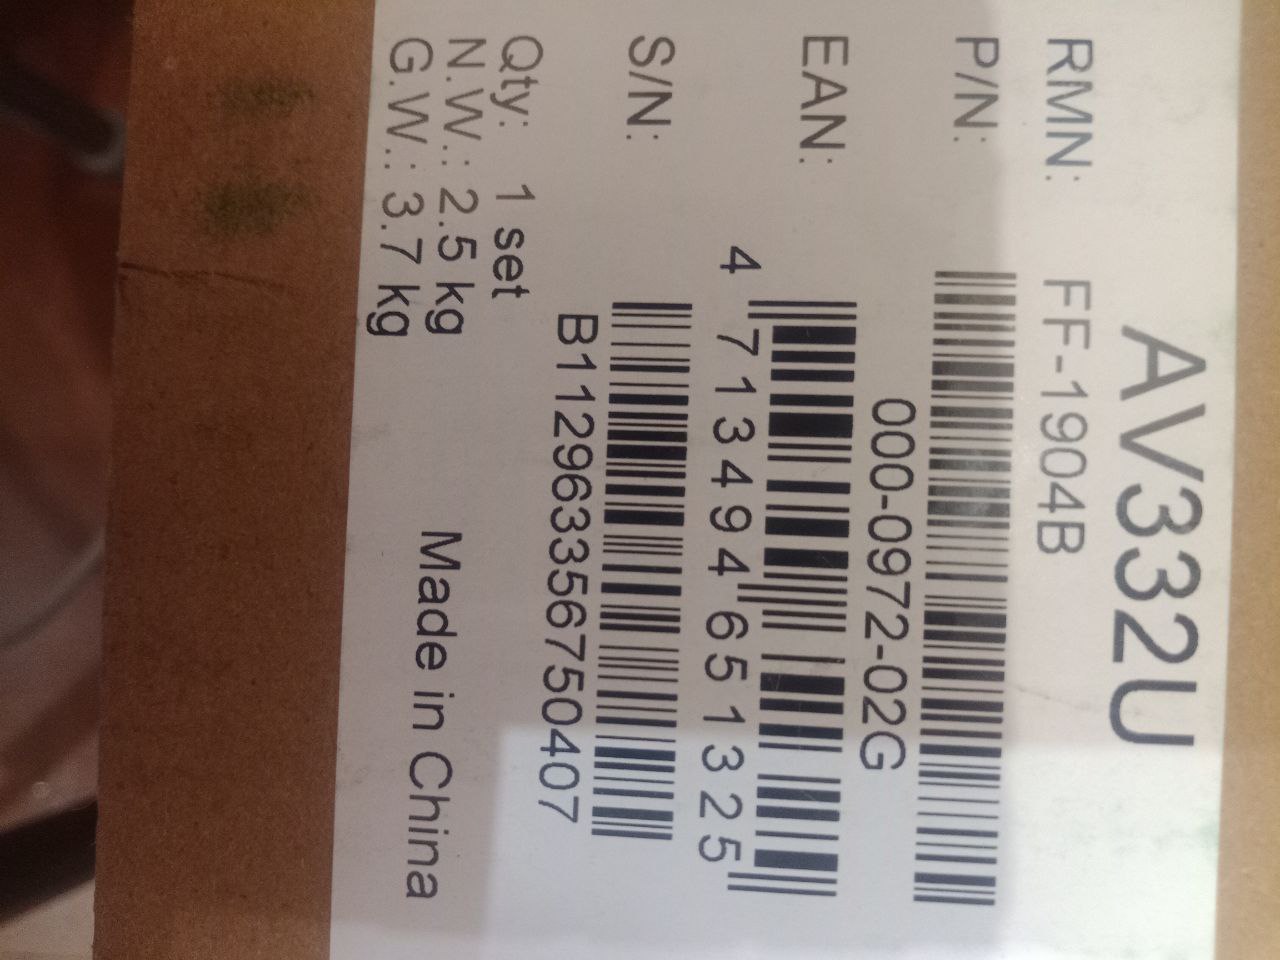 AV332U
RMN: FF-1904B
P/N:
000-0972-02G
EAN:
4 713494 651325
S/N:
B112963356750407
Qty: 1 set
N.W.: 2.5 kg
G.W.: 3.7 kg
Made in China